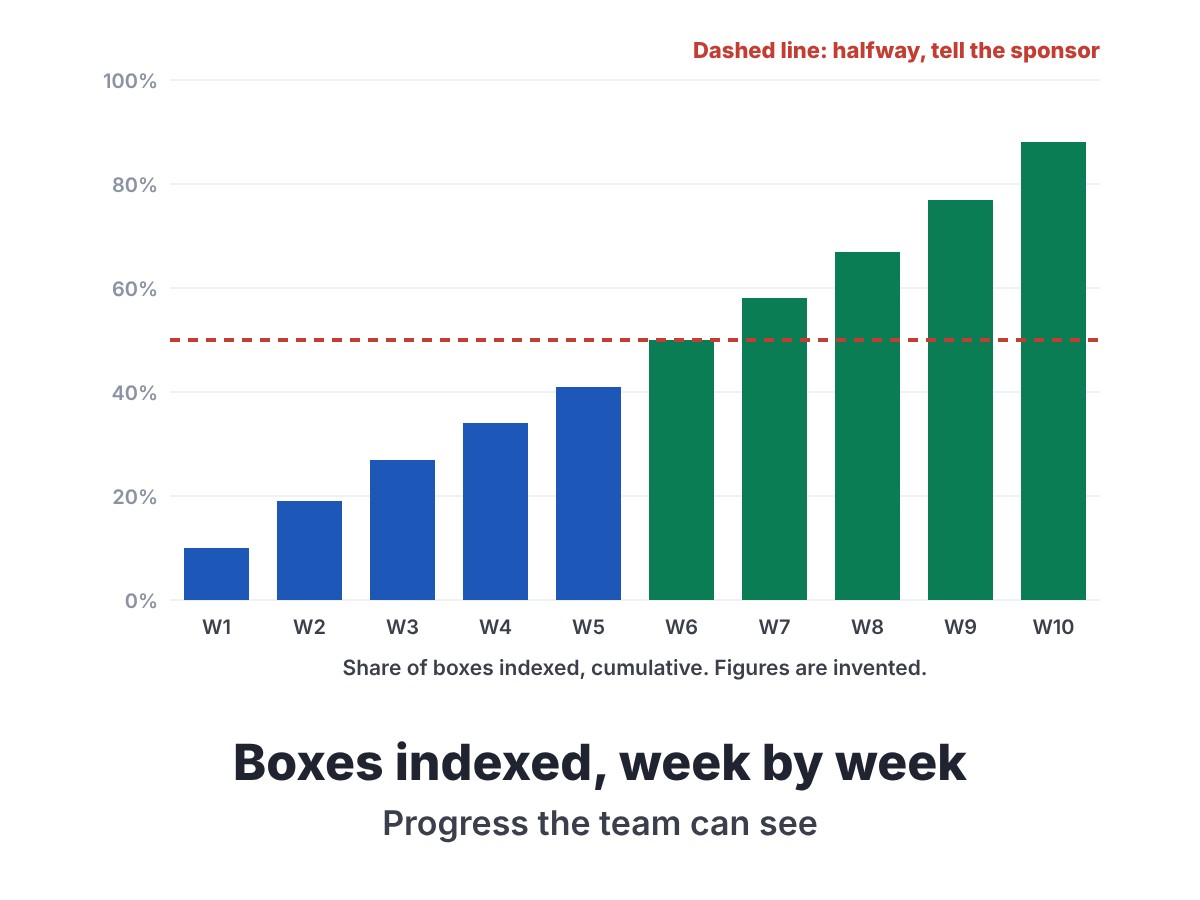 Dashed line: halfway, tell the sponsor
100%
80%
60%
40%
20%
0%
W1 W2 W3 W4 W5 W6 W7 W8 W9 W10
Share of boxes indexed, cumulative. Figures are invented.
Boxes indexed, week by week
Progress the team can see